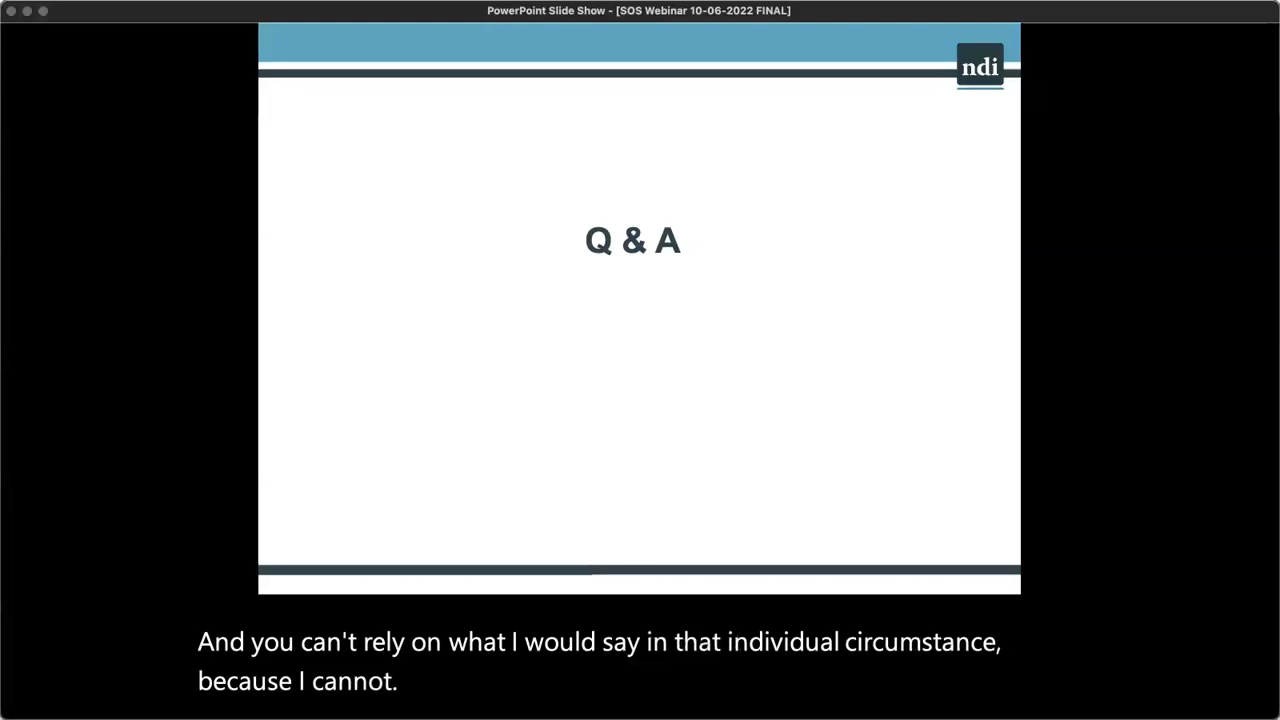 PowerPoint Slide Show - [SOS Webinar 10-06-2022 FINAL]
ndi
Q & A
And you can't rely on what I would say in that individual circumstance,
because I cannot.